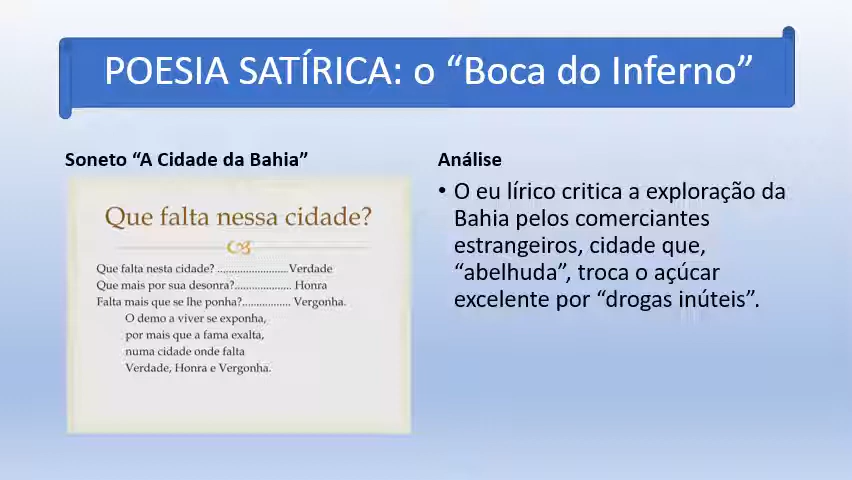 POESIA SATÍRICA: o “Boca do Inferno”
Soneto “A Cidade da Bahia”
Que falta nessa cidade?
Que falta nesta cidade? ........................Verdade
Que mais por sua desonra?................... Honra
Falta mais que se lhe ponha?................ Vergonha.
O demo a viver se exponha,
por mais que a fama exalta,
numa cidade onde falta
Verdade, Honra e Vergonha.
Análise
• O eu lírico critica a exploração da
Bahia pelos comerciantes
estrangeiros, cidade que,
“abelhuda”, troca o açúcar
excelente por “drogas inúteis”.